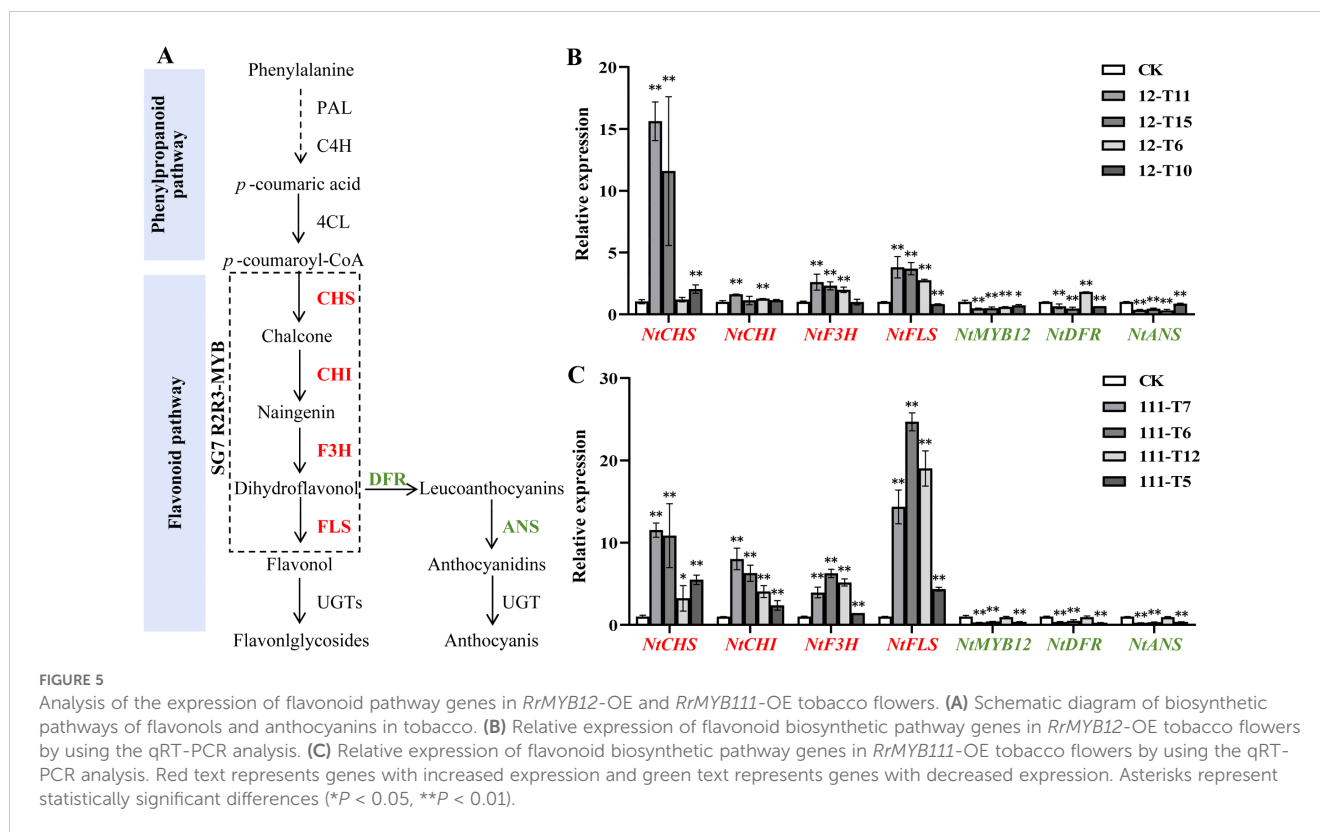 A
Phenylpropanoid
pathway
Flavonoid pathway
SG7 R2R3-MYB
Phenylalanine
PAL
C4H
p-coumaric acid
4CL
p-coumaroyl-CoA
CHS
Chalcone
CHI
Naingenin
F3H
Dihydroflavonol
DFR
Leucoanthocyanins
FLS
ANS
Flavonol
Anthocyanidins
UGTs
UGT
Flavonlglycosides
Anthocyanis
B
Relative expression
20
15
10
5
0
** **
**
**
**
** ** **
** ** ** **
** ** ** *
** ** ** **
** ** ** **
NtCHS NtCHI NtF3H NtFLS NtMYB12 NtDFR NtANS
CK
12-T11
12-T15
12-T6
12-T10
C
Relative expression
30
20
10
0
** ** * **
** ** ** **
** ** ** **
** ** ** **
** ** **
** ** **
** ** **
NtCHS NtCHI NtF3H NtFLS NtMYB12 NtDFR NtANS
CK
111-T7
111-T6
111-T12
111-T5
FIGURE 5
Analysis of the expression of flavonoid pathway genes in RrMYB12-OE and RrMYB111-OE tobacco flowers. (A) Schematic diagram of biosynthetic
pathways of flavonols and anthocyanins in tobacco. (B) Relative expression of flavonoid biosynthetic pathway genes in RrMYB12-OE tobacco flowers
by using the qRT-PCR analysis. (C) Relative expression of flavonoid biosynthetic pathway genes in RrMYB111-OE tobacco flowers by using the qRT-
PCR analysis. Red text represents genes with increased expression and green text represents genes with decreased expression. Asterisks represent
statistically significant differences (*P < 0.05, **P < 0.01).